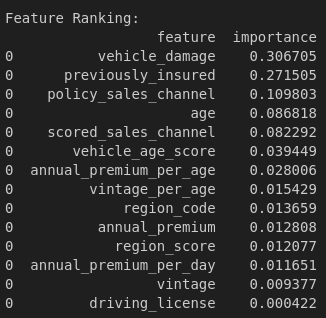 Feature Ranking:
feature importance
0 vehicle_damage 0.306705
0 previously_insured 0.271505
0 policy_sales_channel 0.109803
0 age 0.086818
0 scored_sales_channel 0.082292
0 vehicle_age_score 0.039449
0 annual_premium_per_age 0.028006
0 vintage_per_age 0.015429
0 region_code 0.013659
0 annual_premium 0.012808
0 region_score 0.012077
0 annual_premium_per_day 0.011651
0 vintage 0.009377
0 driving_license 0.000422